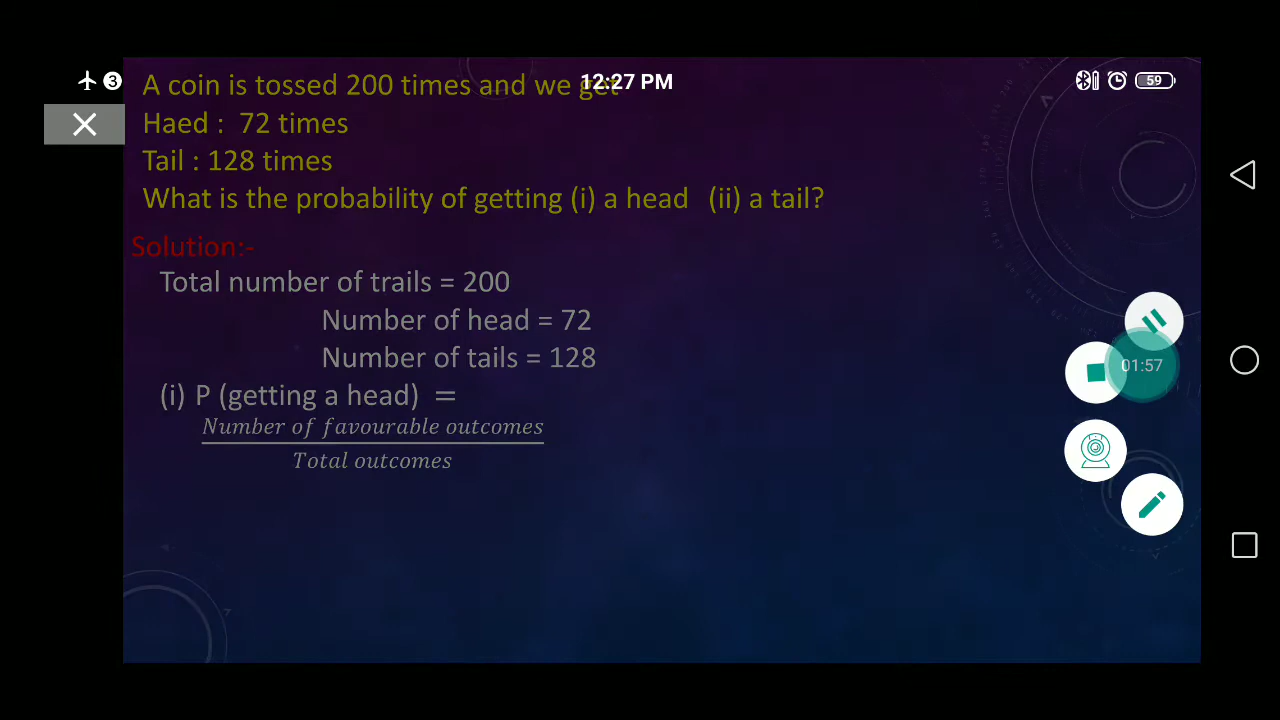 3 12:27 PM 59
A coin is tossed 200 times and we get
Haed : 72 times
Tail : 128 times
What is the probability of getting (i) a head (ii) a tail?
Solution:-
Total number of trails = 200
Number of head = 72
Number of tails = 128
01:57
(i) P (getting a head) =
Number of favourable outcomes
Total outcomes